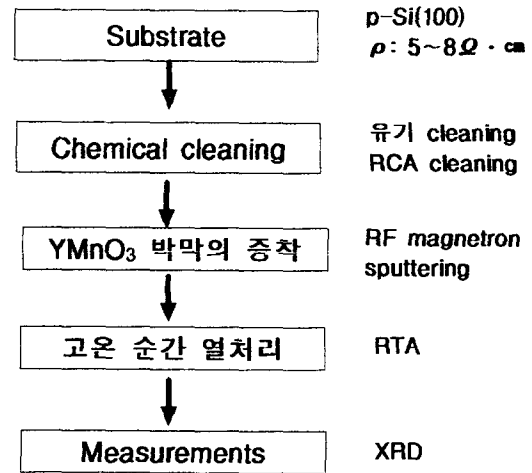 Substrate
p-Si(100)
ρ: 5~8Ω · cm
Chemical cleaning
유기 cleaning
RCA cleaning
YMnO₃ 박막의 증착
RF magnetron
sputtering
고온 순간 열처리
RTA
Measurements
XRD